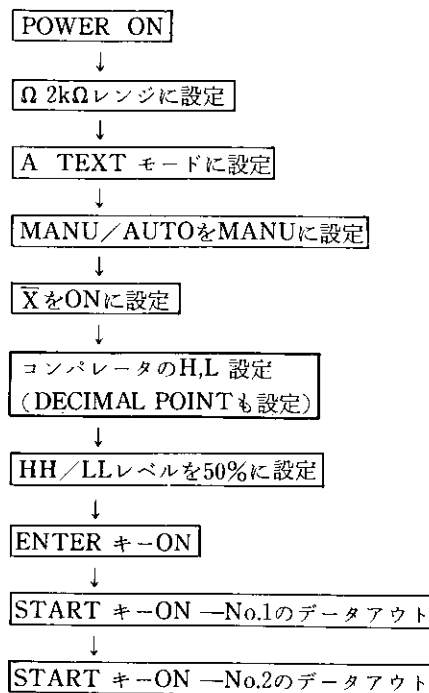 POWER ON
↓
Ω 2kΩレンジに設定
↓
A TEXT モードに設定
↓
MANU/AUTOをMANUに設定
↓
X̄をONに設定
↓
コンパレータのH,L 設定
(DECIMAL POINTも設定)
↓
HH/LLレベルを50%に設定
↓
ENTER キーON
↓
START キーON —No.1のデータアウト
↓
START キーON —No.2のデータアウト